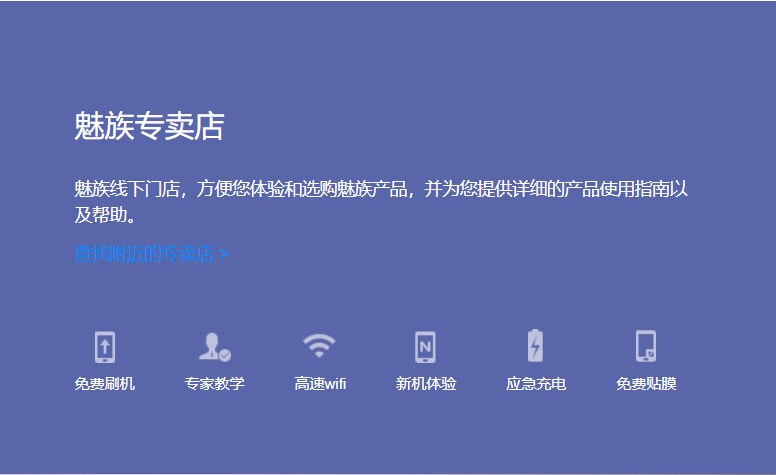 魅族专卖店
魅族线下门店，方便您体验和选购魅族产品，并为您提供详细的产品使用指南以
及帮助。
查找附近的专卖店 >
N
免费刷机 专家教学 高速wifi 新机体验 应急充电 免费贴膜